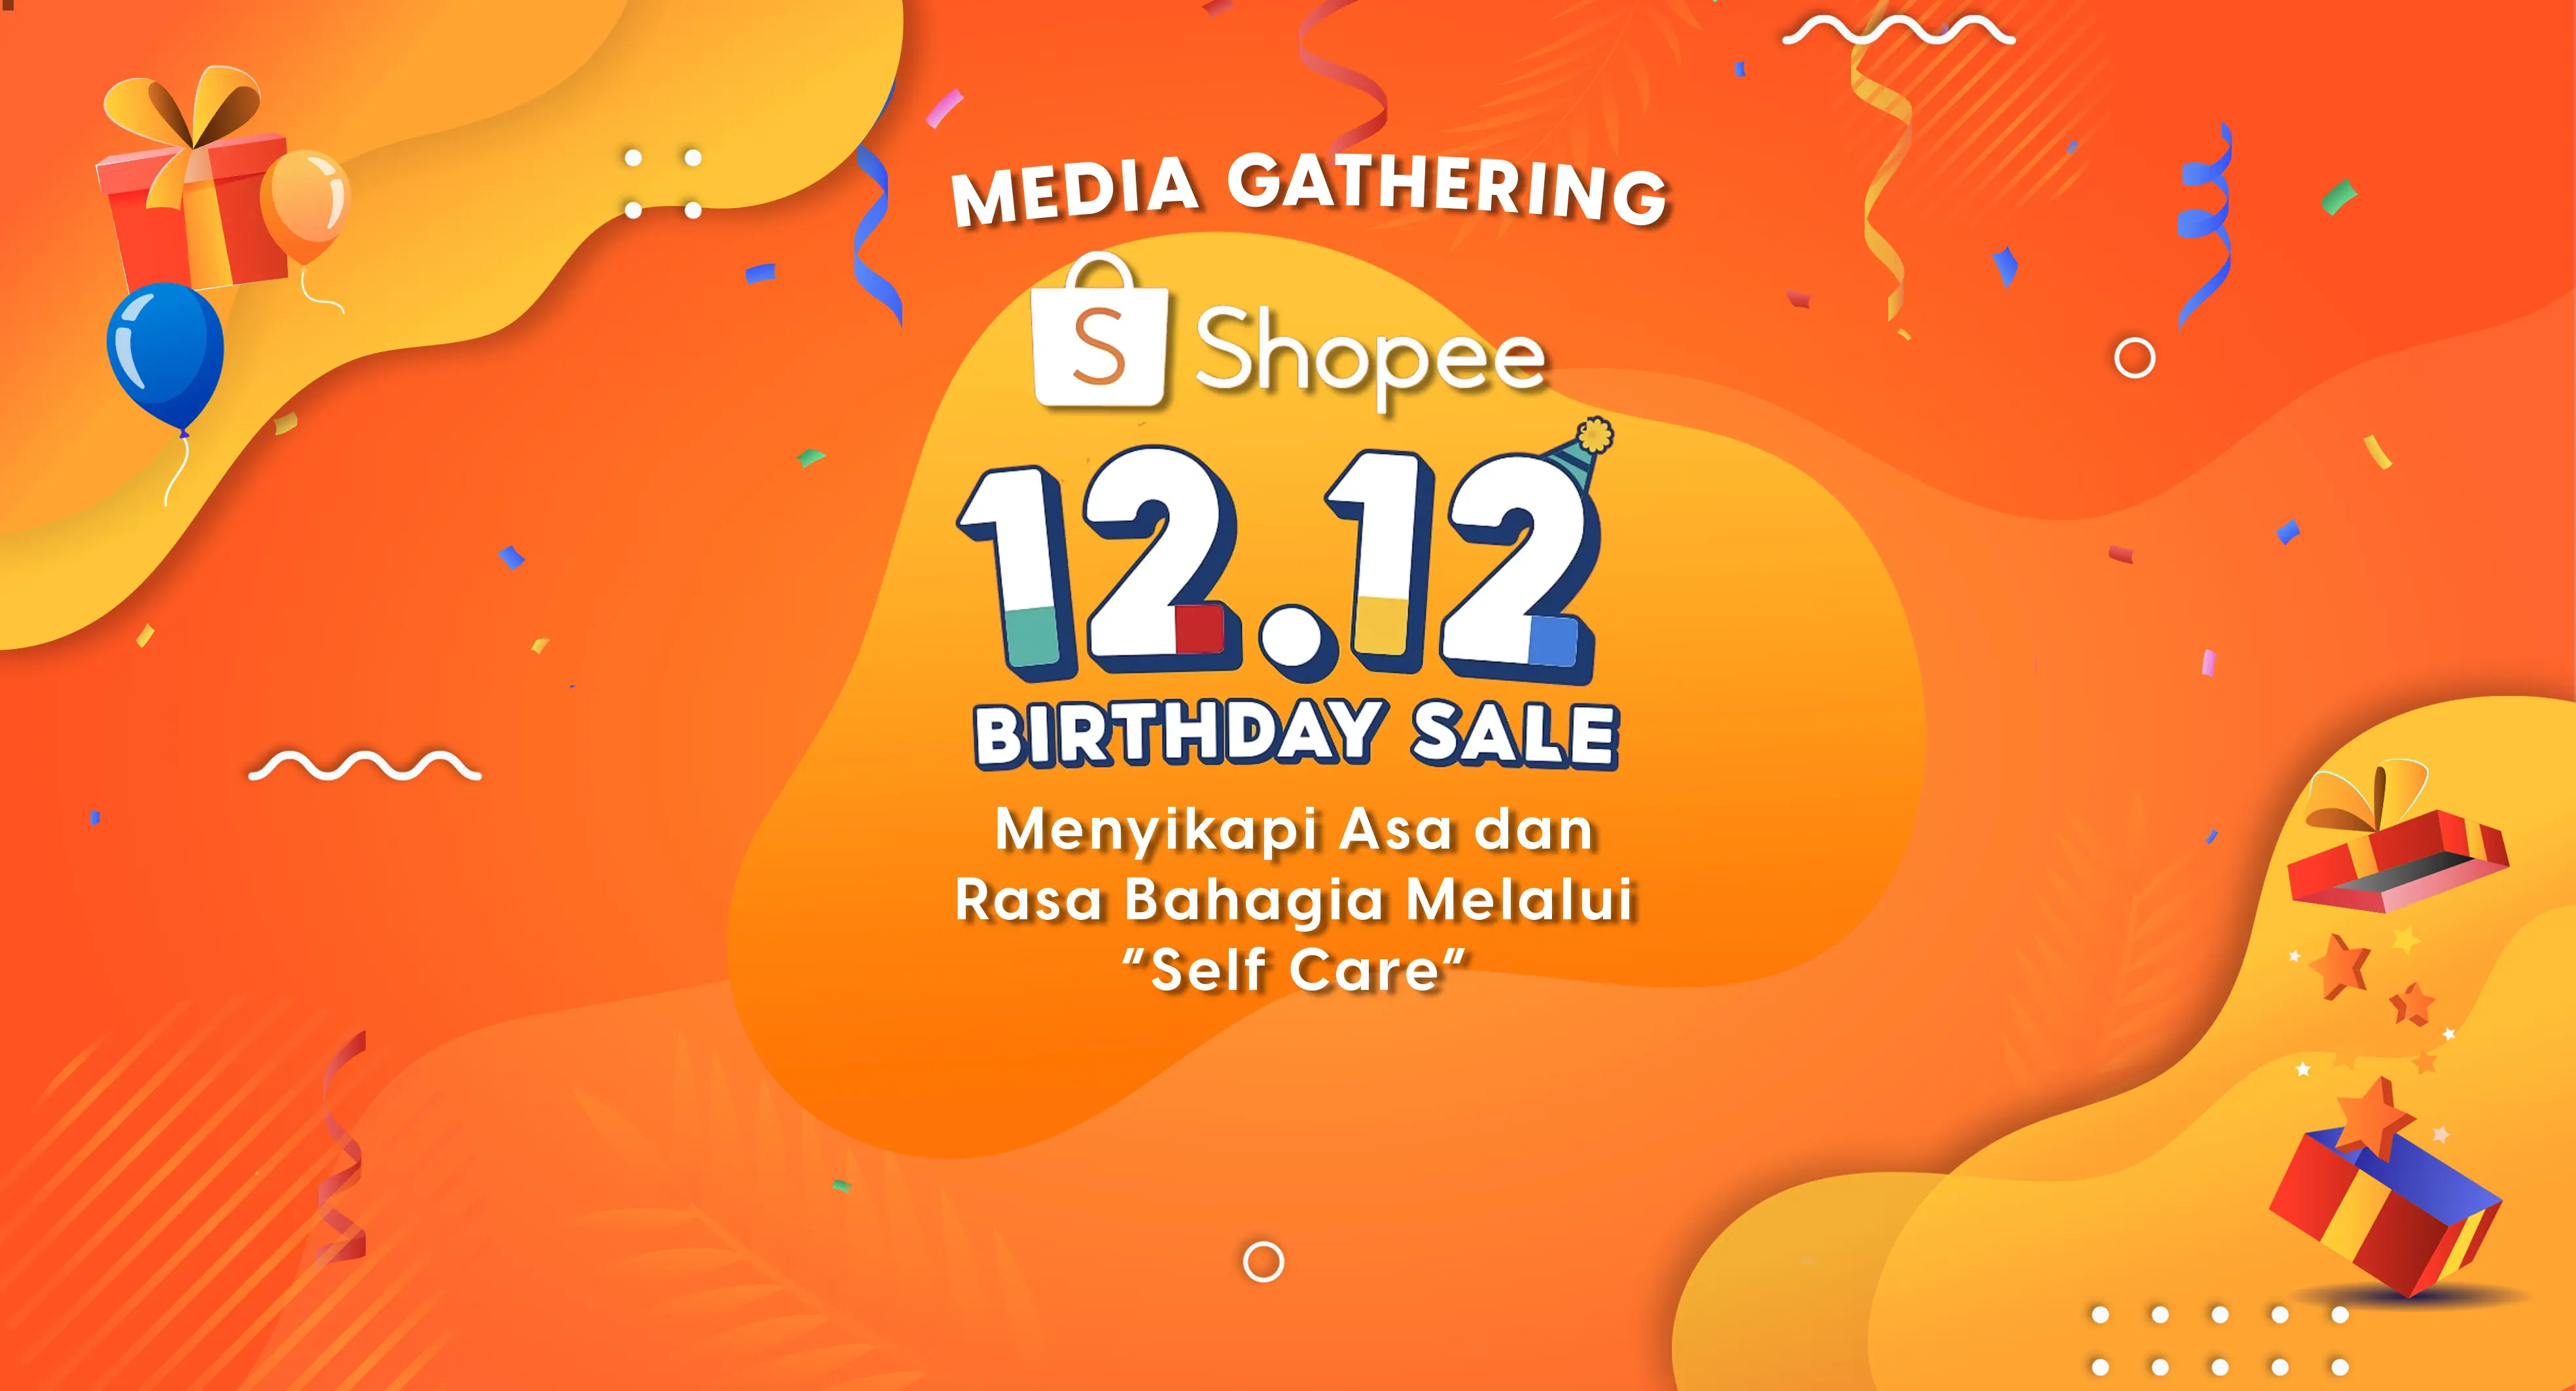 MEDIA GATHERING
S Shopee
12.12
BIRTHDAY SALE
Menyikapi Asa dan
Rasa Bahagia Melalui
"Self Care"